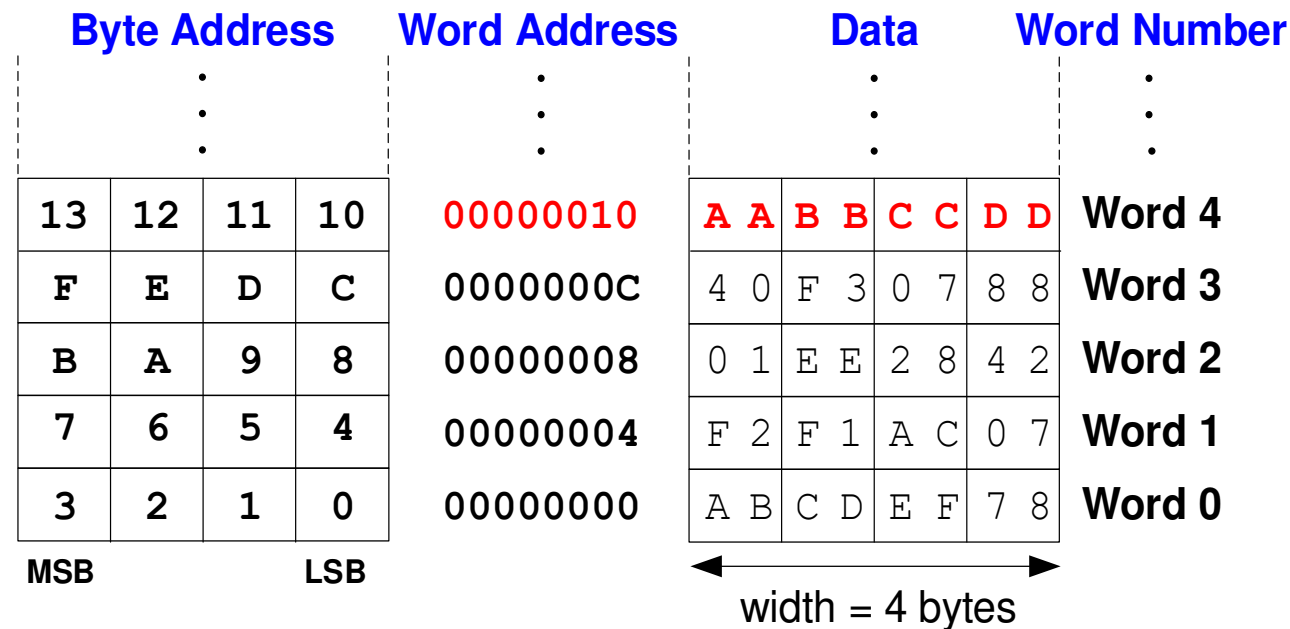 Byte Address Word Address Data Word Number
13 12 11 10 00000010 A A B B C C D D Word 4
F E D C 0000000C 4 0 F 3 0 7 8 8 Word 3
B A 9 8 00000008 0 1 E E 2 8 4 2 Word 2
7 6 5 4 00000004 F 2 F 1 A C 0 7 Word 1
3 2 1 0 00000000 A B C D E F 7 8 Word 0
MSB LSB
width = 4 bytes